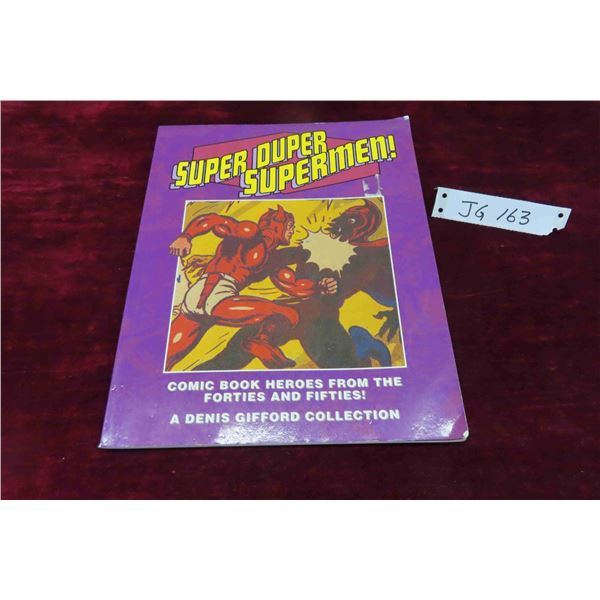 SUPER DUPER
SUPERMEN!
COMIC BOOK HEROES FROM THE
FORTIES AND FIFTIES!
A DENIS GIFFORD COLLECTION
JG 163